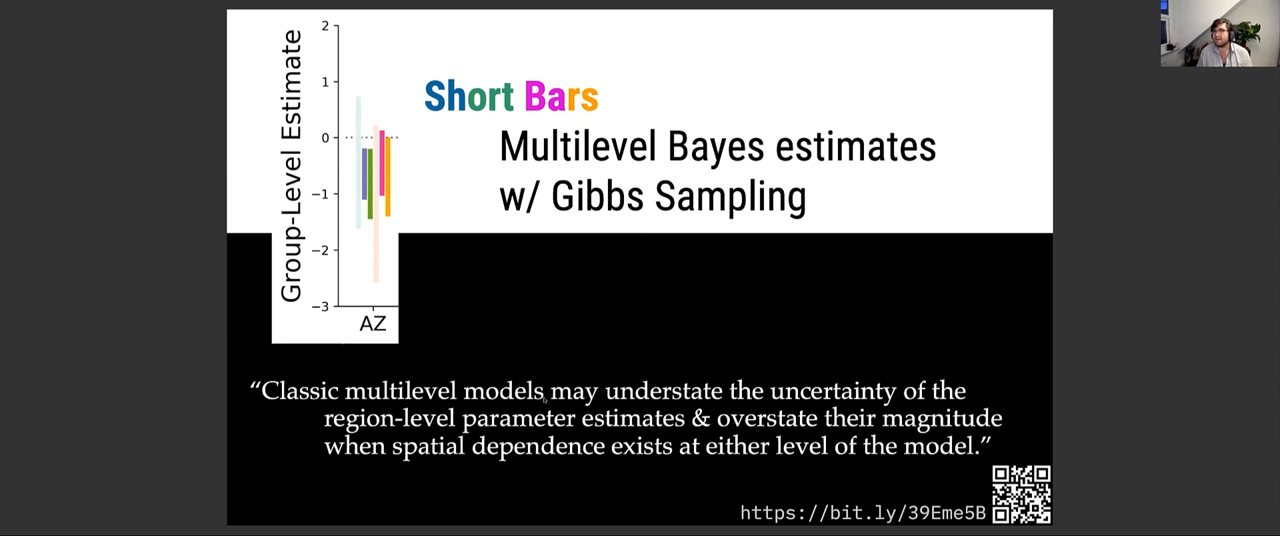 Group-Level Estimate
2
1
0
−1
−2
−3
AZ
Short Bars
Multilevel Bayes estimates
w/ Gibbs Sampling
“Classic multilevel models may understate the uncertainty of the
region-level parameter estimates & overstate their magnitude
when spatial dependence exists at either level of the model.”
https://bit.ly/39Eme5B